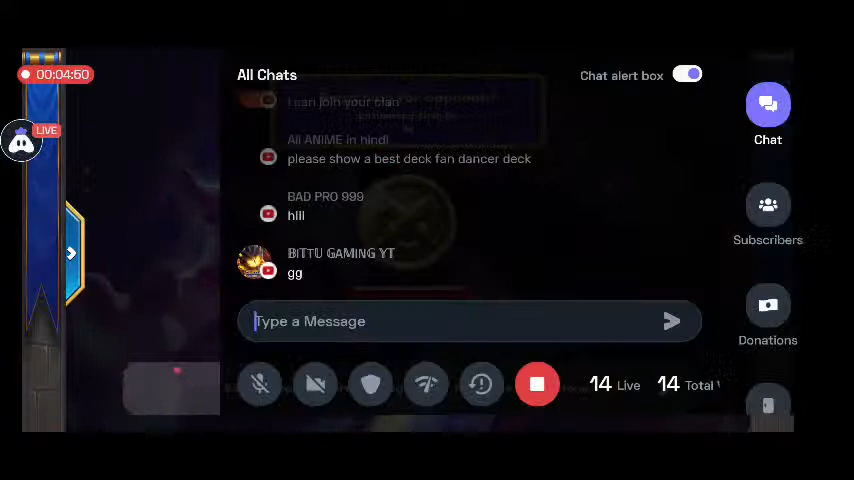 00:04:50
All Chats
Chat alert box
LIVE
I can join your clan
All ANIME in hindi
please show a best deck fan dancer deck
Chat
BAD PRO 999
hiii
Subscribers
BITTU GAMING YT
gg
Type a Message
Donations
14 Live 14 Total